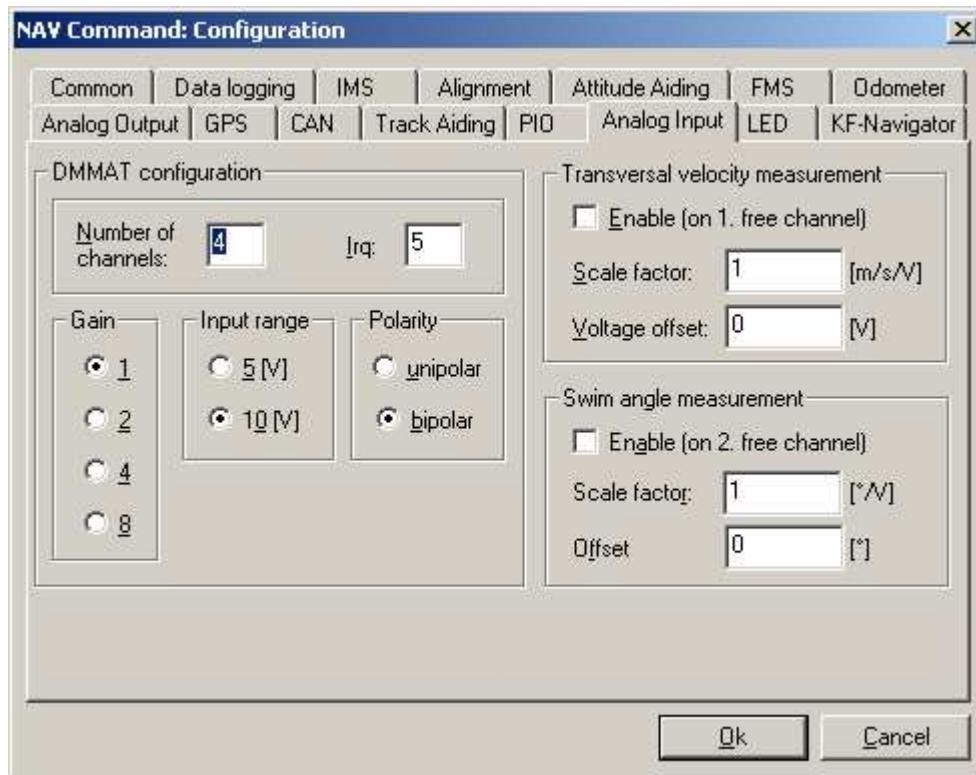 NAV Command: Configuration
Common Data logging IMS Alignment Attitude Aiding FMS Odometer
Analog Output GPS CAN Track Aiding PIO Analog Input LED KF-Navigator
DMMAT configuration
Number of channels: 4 Irq: 5
Gain
1
2
4
8
Input range
5 [V]
10 [V]
Polarity
unipolar
bipolar
Transversal velocity measurement
Enable (on 1. free channel)
Scale factor: 1 [m/s/V]
Voltage offset: 0 [V]
Swim angle measurement
Enable (on 2. free channel)
Scale factor: 1 [°/V]
Offset 0 [°]
Ok Cancel